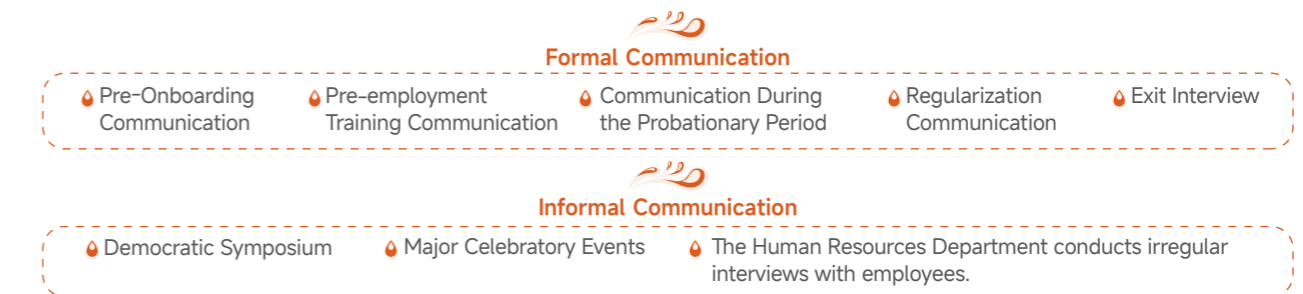 Formal Communication
Pre-Onboarding
Communication
Pre-employment
Training Communication
Communication During
the Probationary Period
Regularization
Communication
Exit Interview
Informal Communication
Democratic Symposium
Major Celebratory Events
The Human Resources Department conducts irregular
interviews with employees.